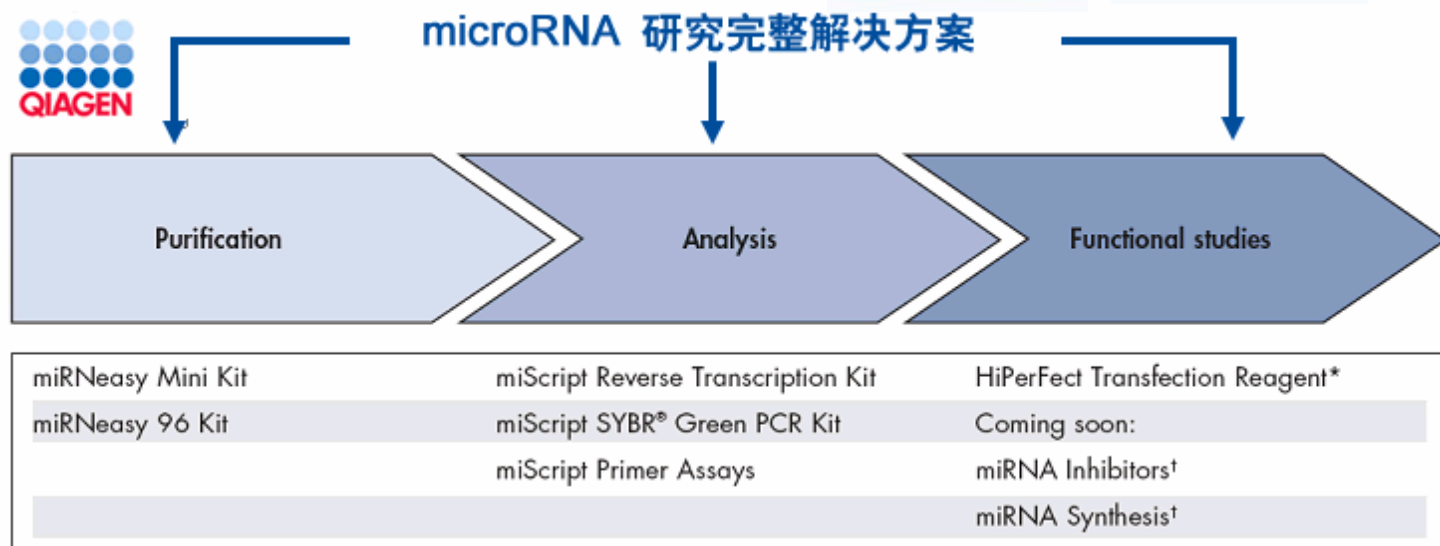 microRNA 研究完整解决方案
QIAGEN
Purification
Analysis
Functional studies
miRNeasy Mini Kit
miScript Reverse Transcription Kit
HiPerFect Transfection Reagent*
miRNeasy 96 Kit
miScript SYBR® Green PCR Kit
Coming soon:
miScript Primer Assays
miRNA Inhibitors†
miRNA Synthesis†